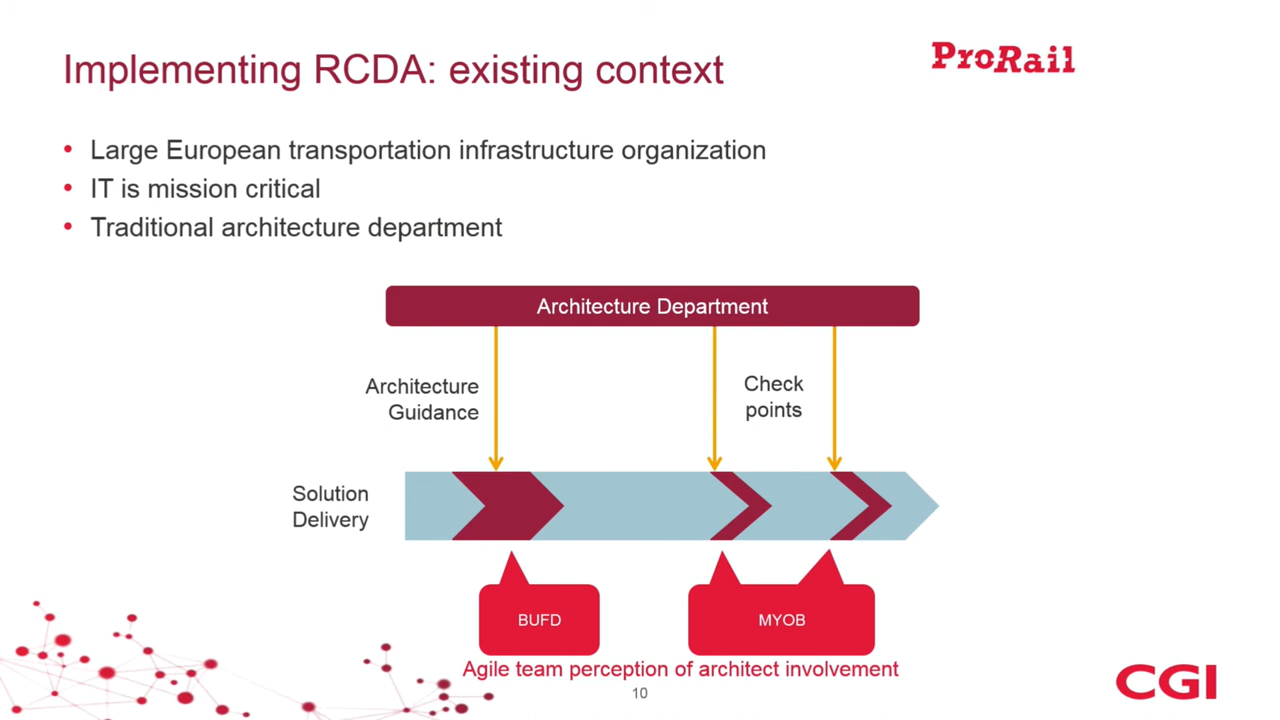 Implementing RCDA: existing context
ProRail
• Large European transportation infrastructure organization
• IT is mission critical
• Traditional architecture department
Architecture Department
Architecture
Guidance
Check
points
Solution
Delivery
BUFD
MYOB
Agile team perception of architect involvement
10
CGI